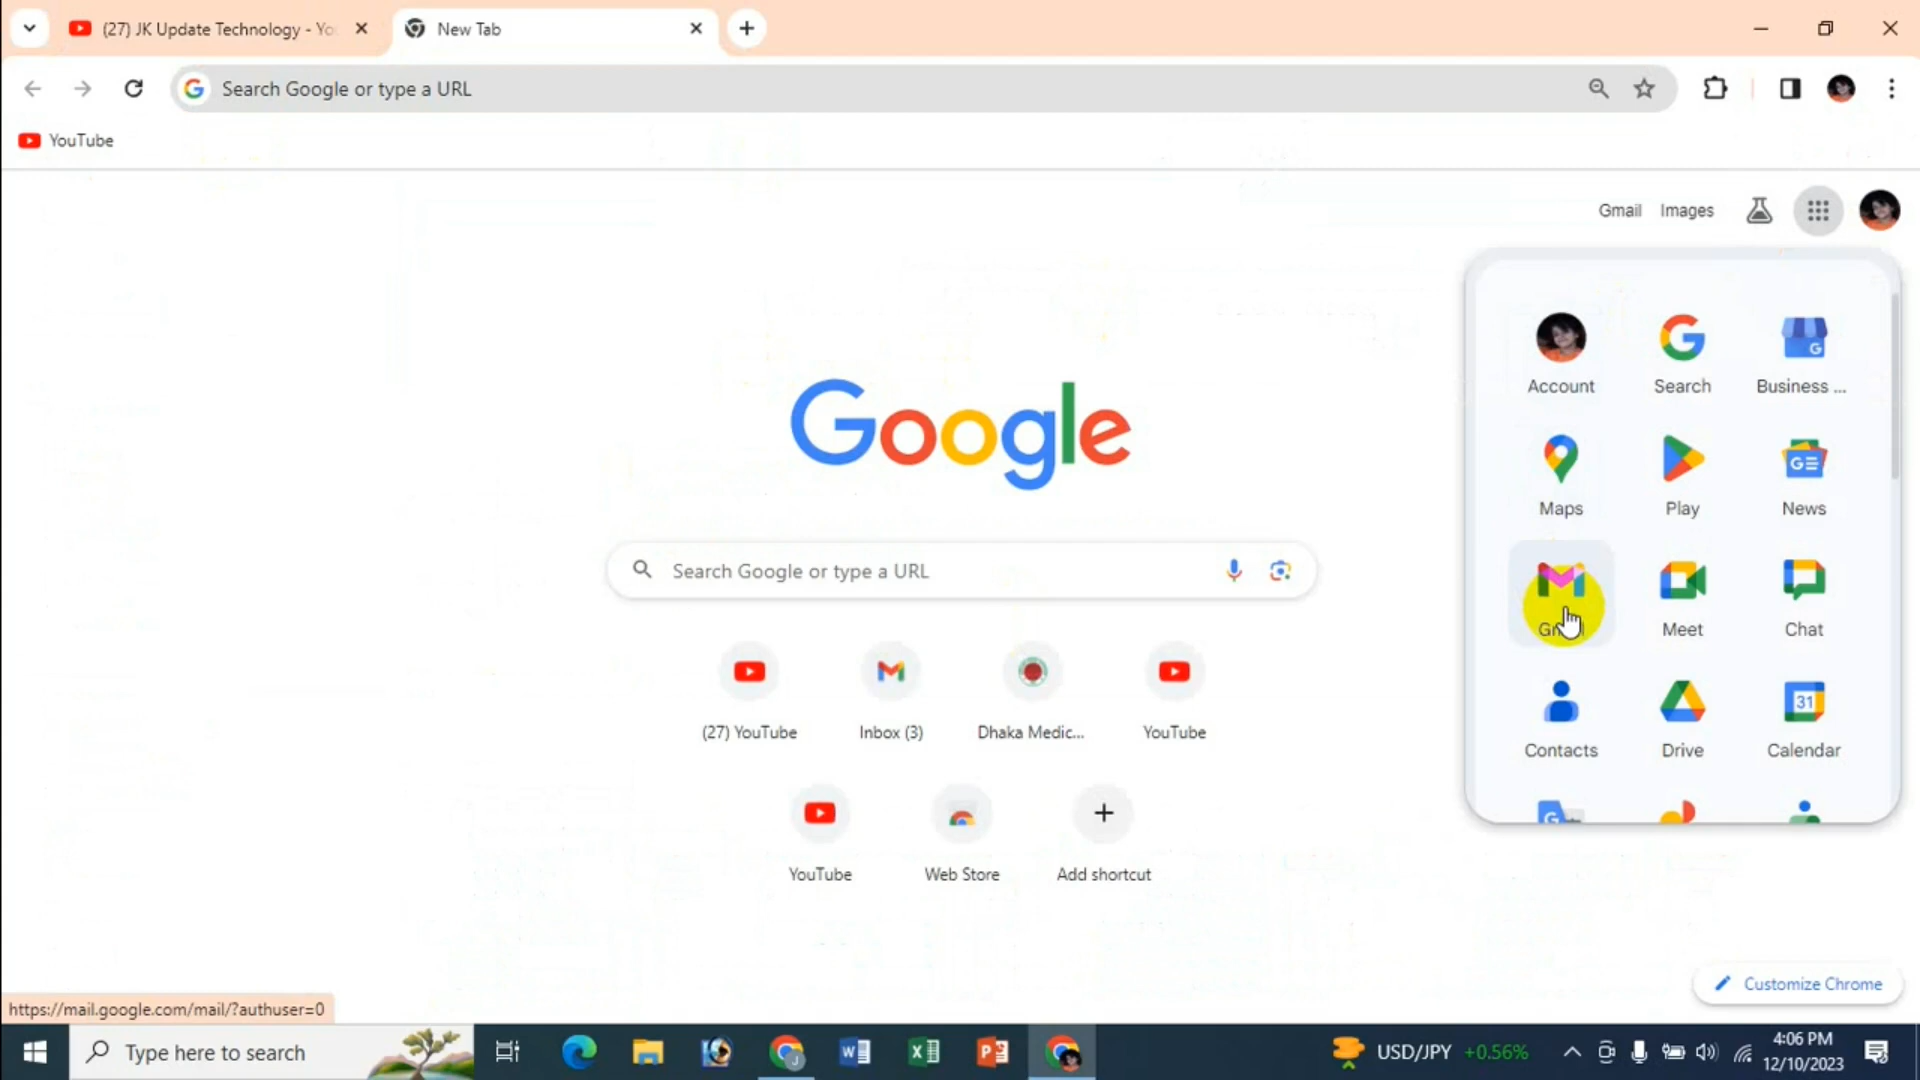 (27) JK Update Technology - Yo
New Tab
Search Google or type a URL
YouTube
Gmail
Images
Account
Search
Business ...
Maps
Play
News
GE
Google
Search Google or type a URL
Meet
Chat
(27) YouTube
Inbox (3)
Dhaka Medic...
YouTube
31
Contacts
Drive
Calendar
YouTube
Web Store
Add shortcut
Customize Chrome
https://mail.google.com/mail/?authuser=0
Type here to search
USD/JPY +0.56%
4:06 PM
12/10/2023